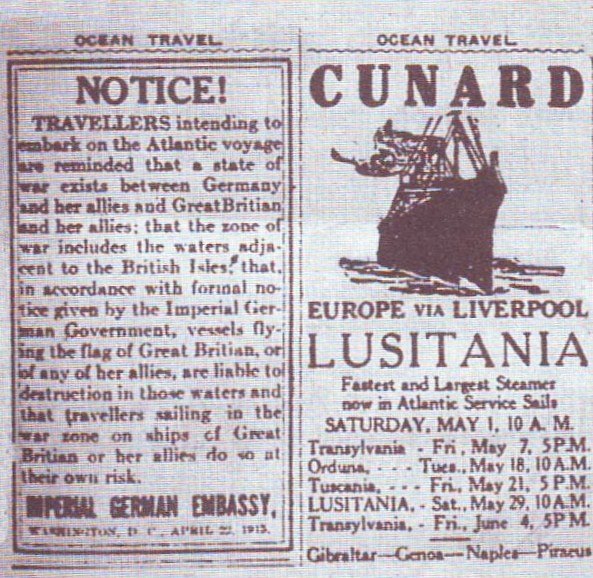 OCEAN TRAVEL
NOTICE!
TRAVELLERS intending to
embark on the Atlantic voyage
are reminded that a state of
war exists between Germany
and her allies and Great Britian
and her allies; that the zone of
war includes the waters adja-
cent to the British Isles; that,
in accordance with formal no-
tice given by the Imperial Ger-
man Government, vessels fly-
ing the flag of Great Britian, or
of any of her allies, are liable to
destruction in those waters and
that travellers sailing in the
war zone on ships of Great
Britian or her allies do so at
their own risk.
IMPERIAL GERMAN EMBASSY,
WASHINGTON, D. C., APRIL 22, 1915.
OCEAN TRAVEL
CUNARD
EUROPE VIA LIVERPOOL
LUSITANIA
Fastest and Largest Steamer
now in Atlantic Service Sails
SATURDAY, MAY 1, 10 A. M.
Transylvania - Fri., May 7, 5 P.M.
Orduna, - - - Tues., May 18, 10 A.M.
Tuscania, - - Fri., May 21, 5 P.M.
LUSITANIA, - Sat., May 29, 10 A.M.
Transylvania, - Fri., June 4, 5 P.M.
Gibraltar—Genoa—Naples—Piraeus